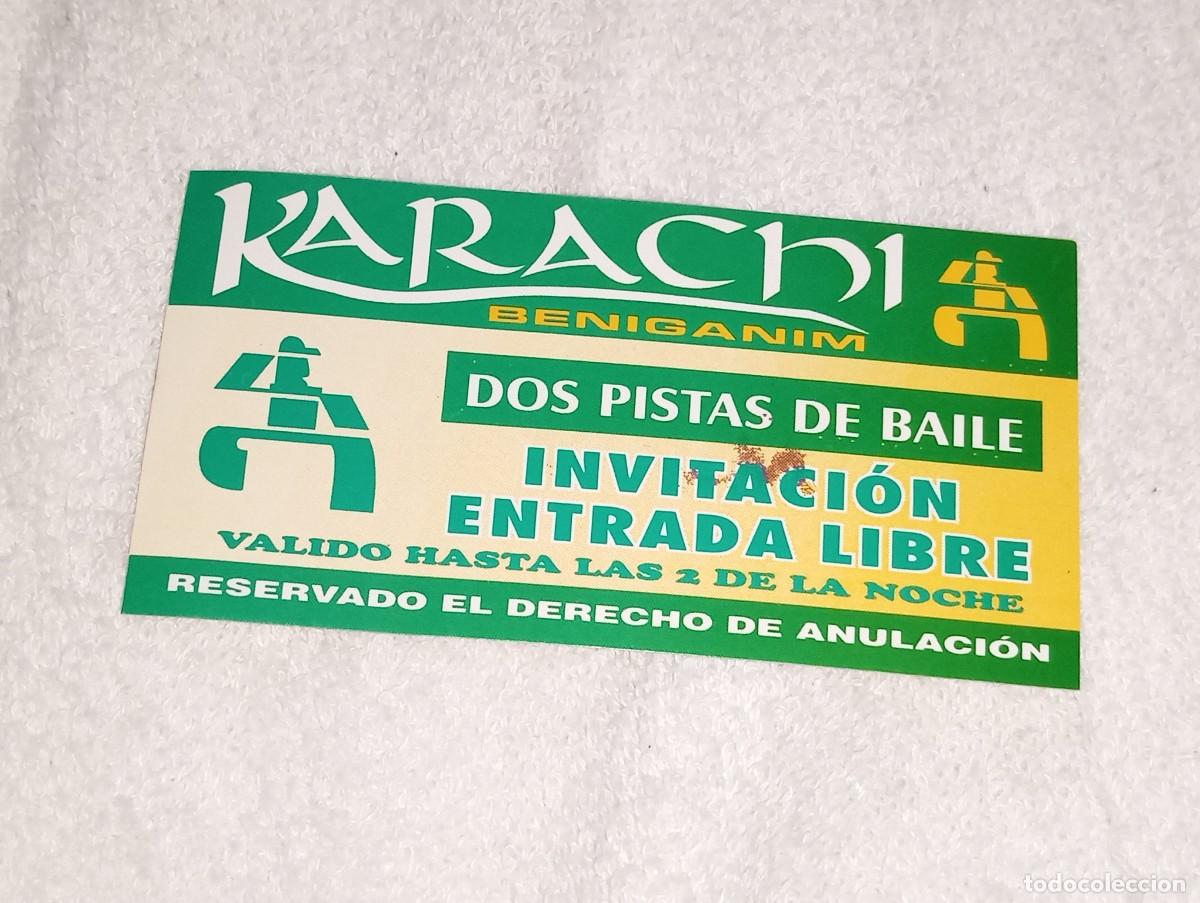 KARACHI
BENIGANIM
DOS PISTAS DE BAILE
INVITACIÓN
ENTRADA LIBRE
VALIDO HASTA LAS 2 DE LA NOCHE
RESERVADO EL DERECHO DE ANULACIÓN
todocoleccion